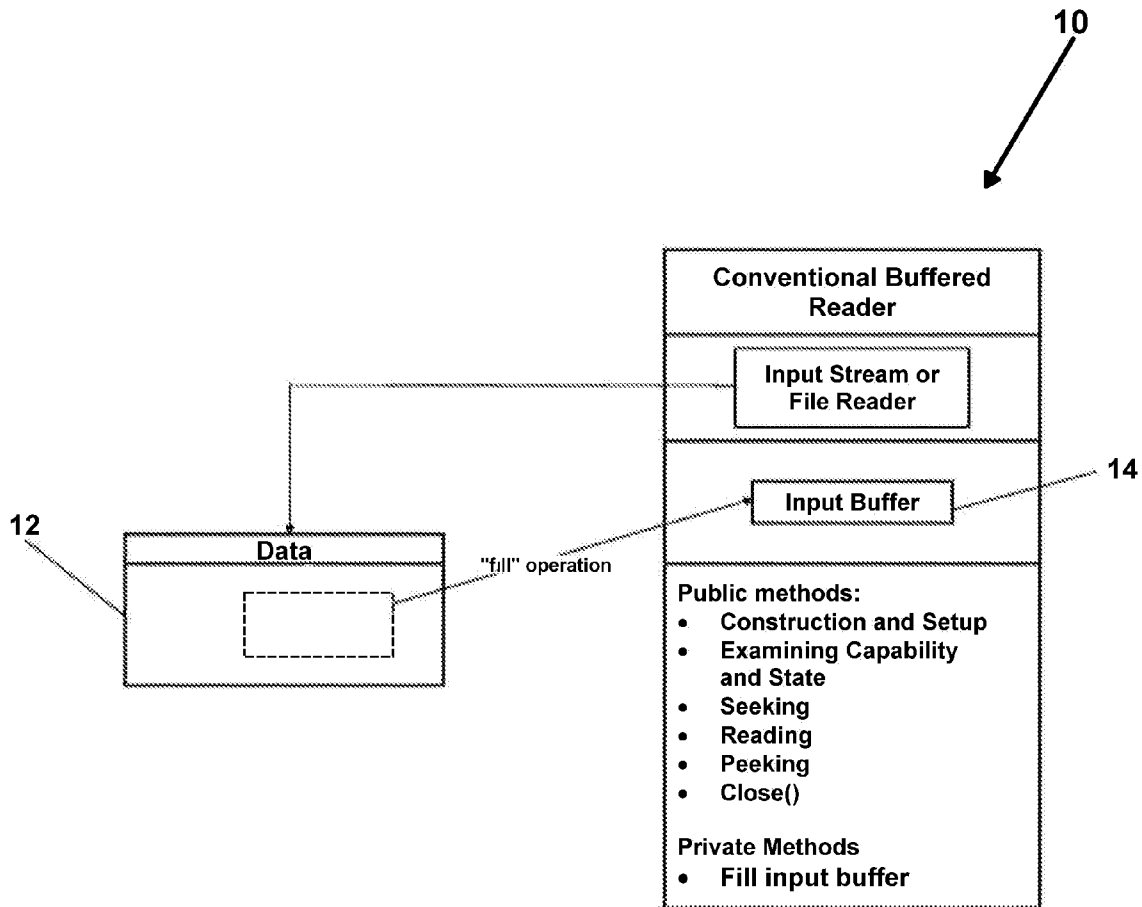 10
Conventional Buffered
Reader
Input Stream or
File Reader
14
Input Buffer
12
Data
"fill" operation
Public methods:
• Construction and Setup
• Examining Capability
and State
• Seeking
• Reading
• Peeking
• Close()
Private Methods
• Fill input buffer